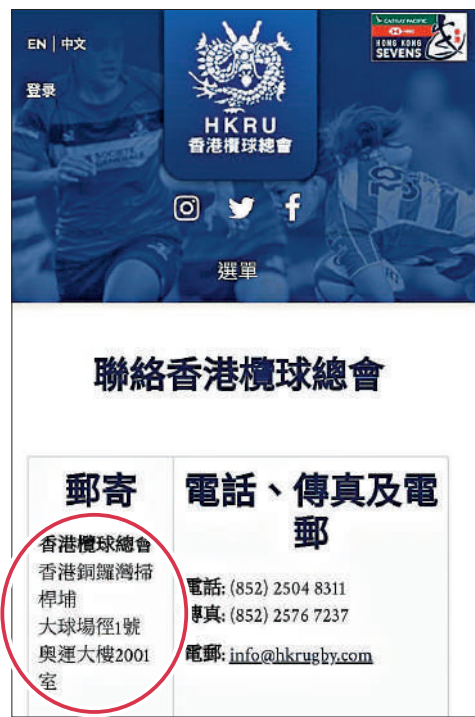 EN | 中文
登录
HKRU
香港欖球總會
CATHAY PACIFIC
HSBC
HONG KONG
SEVENS
選單
聯絡香港欖球總會
郵寄
香港欖球總會
香港銅鑼灣掃
桿埔
大球場徑1號
奧運大樓2001
室
電話、傳真及電
郵
電話: (852) 2504 8311
傳真: (852) 2576 7237
電郵: info@hkrugby.com